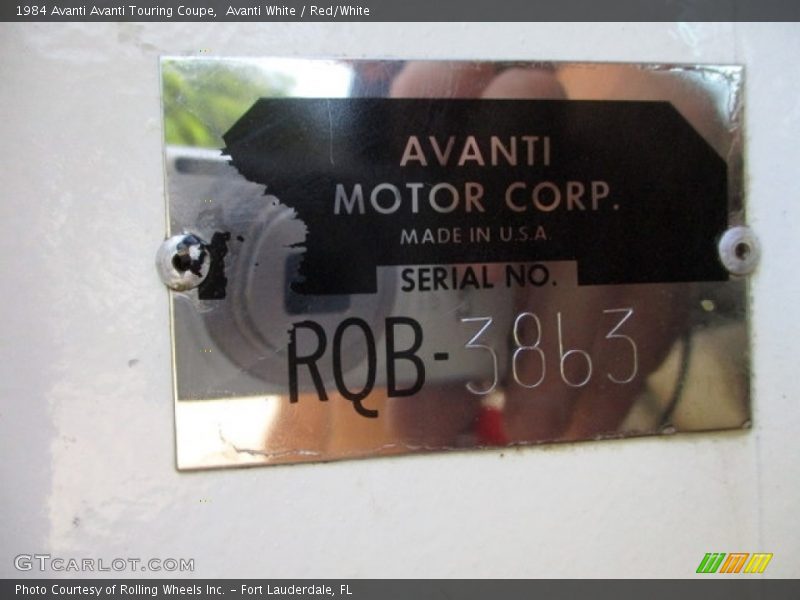 1984 Avanti Avanti Touring Coupe,  Avanti White / Red/White
AVANTI
MOTOR CORP.
MADE IN U.S.A
SERIAL NO.
RQB-3863
GTCARLOT.COM
Photo Courtesy of Rolling Wheels Inc. – Fort Lauderdale, FL